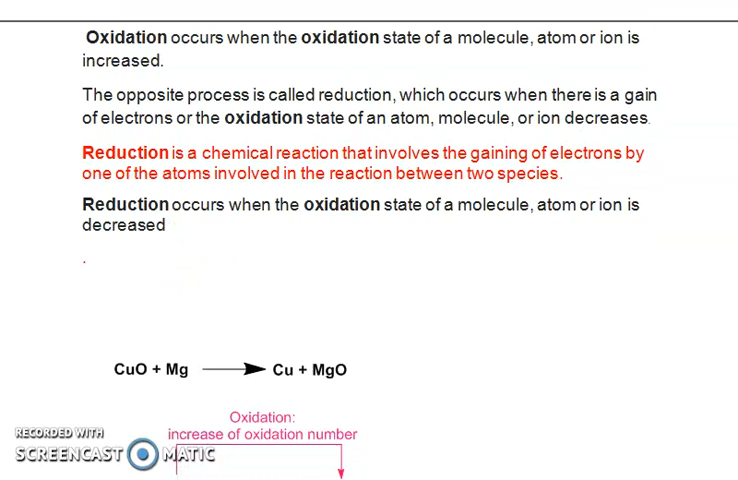 Oxidation occurs when the oxidation state of a molecule, atom or ion is
increased.
The opposite process is called reduction, which occurs when there is a gain
of electrons or the oxidation state of an atom, molecule, or ion decreases.
Reduction is a chemical reaction that involves the gaining of electrons by
one of the atoms involved in the reaction between two species.
Reduction occurs when the oxidation state of a molecule, atom or ion is
decreased
.
CuO + Mg ⟶ Cu + MgO
Oxidation:
increase of oxidation number
RECORDED WITH
SCREENCAST MATIC